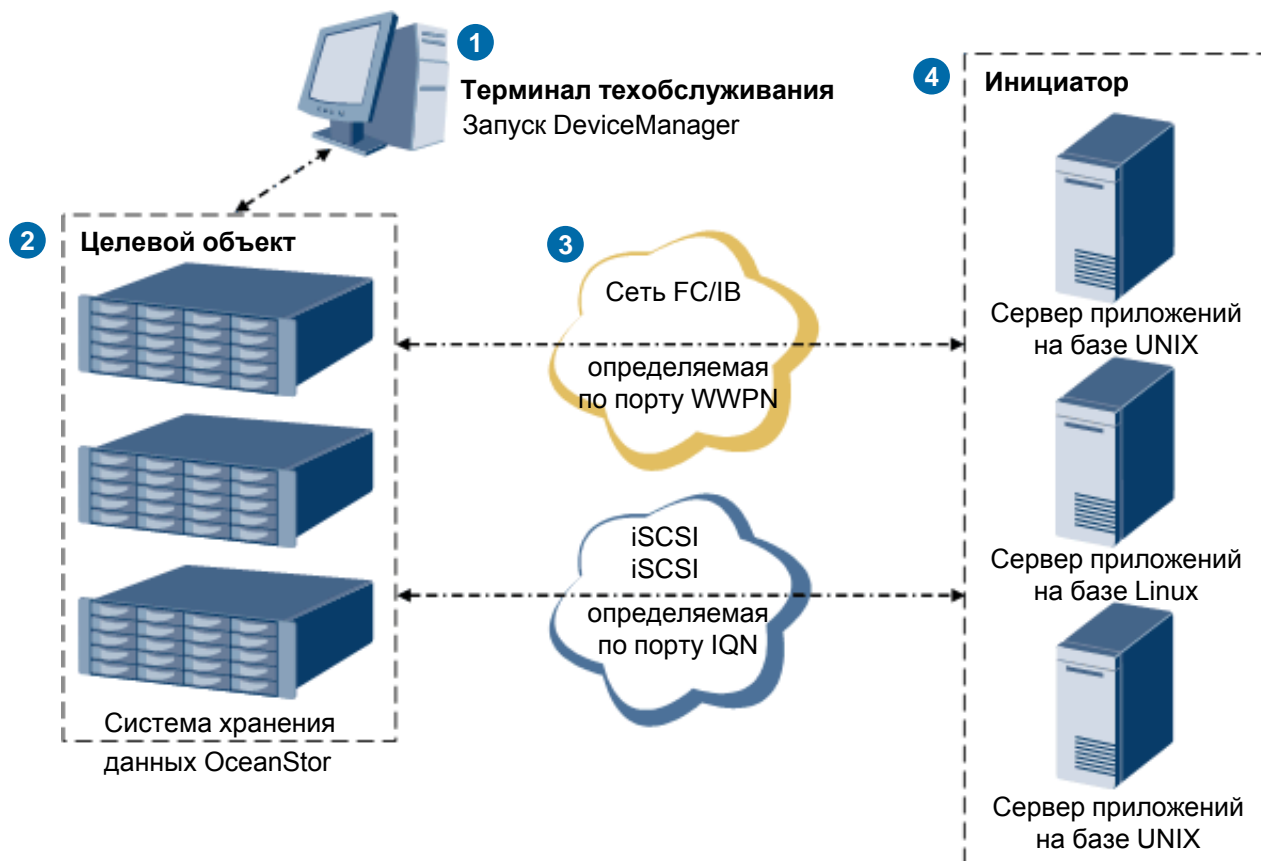 1
Терминал техобслуживания
Запуск DeviceManager
2
Целевой объект
Система хранения
данных OceanStor
3
Сеть FC/IB
определяемая
по порту WWPN
iSCSI
iSCSI
определяемая
по порту IQN
4
Инициатор
Сервер приложений
на базе UNIX
Сервер приложений
на базе Linux
Сервер приложений
на базе UNIX